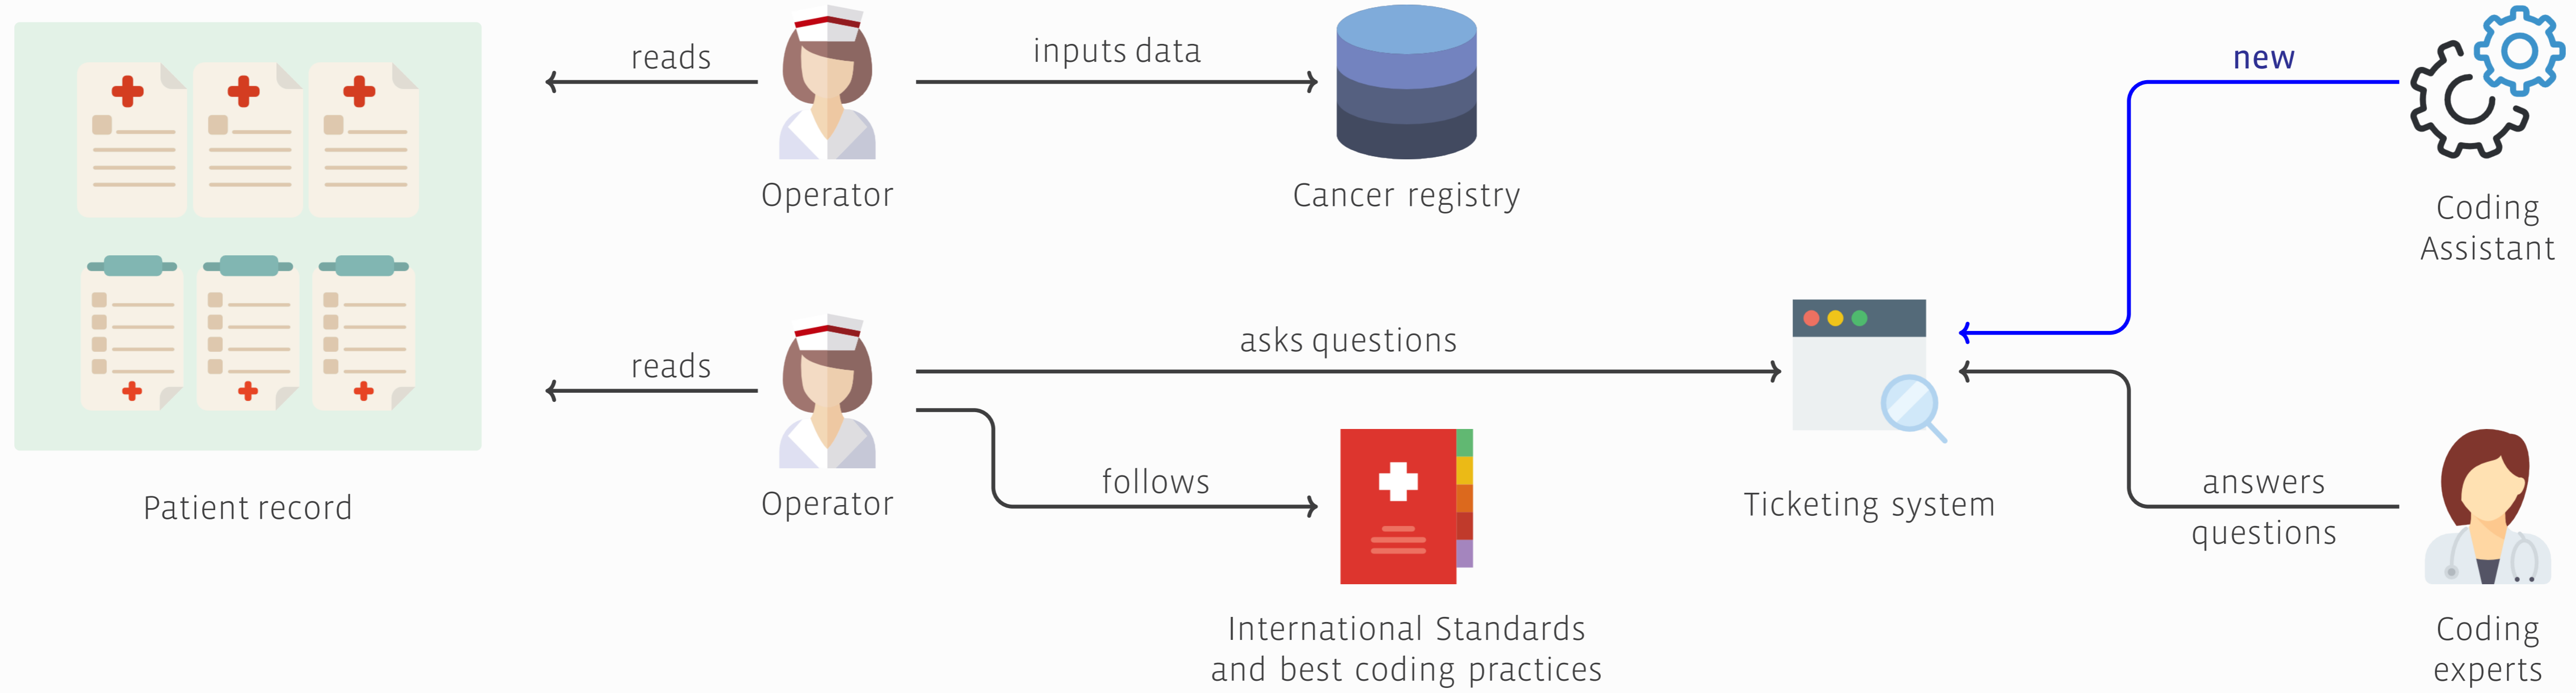 reads
inputs data
new
Operator
Cancer registry
Coding
Assistant
reads
asks questions
follows
answers
questions
Patient record
Operator
Ticketing system
International Standards
and best coding practices
Coding
experts